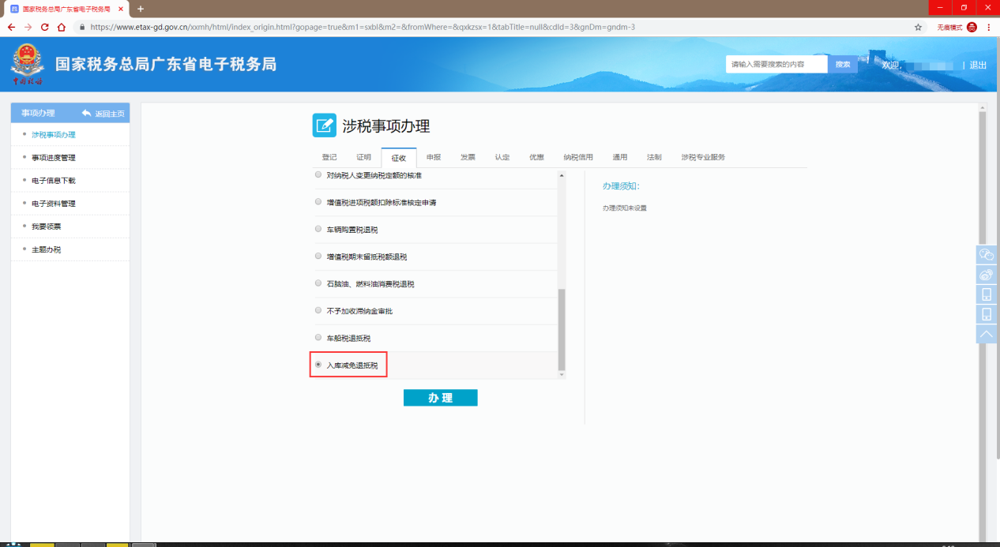 国家税务总局广东省电子税务局
https://www.etax-gd.gov.cn/xxmh/html/index_origin.html?gopage=true&m1=sxbl&m2=&fromWhere=&qxkzsx=1&tabTitle=null&cdId=3&gnDm=gndm-3
无痕模式
国家税务总局广东省电子税务局
中国税务
请输入需要搜索的内容
搜索
欢迎,
| 退出
事项办理
返回主页
涉税事项办理
事项进度管理
电子信息下载
电子资料管理
我要领票
主题办税
涉税事项办理
登记 证明 征收 申报 发票 认定 优惠 纳税信用 通用 法制 涉税专业服务
对纳税人变更纳税定额的核准
增值税进项税额扣除标准核定申请
车辆购置税退税
增值税期末留抵税额退税
石脑油、燃料油消费税退税
不予加收滞纳金审批
车船税退抵税
入库减免退抵税
办理
办理须知:
办理须知未设置